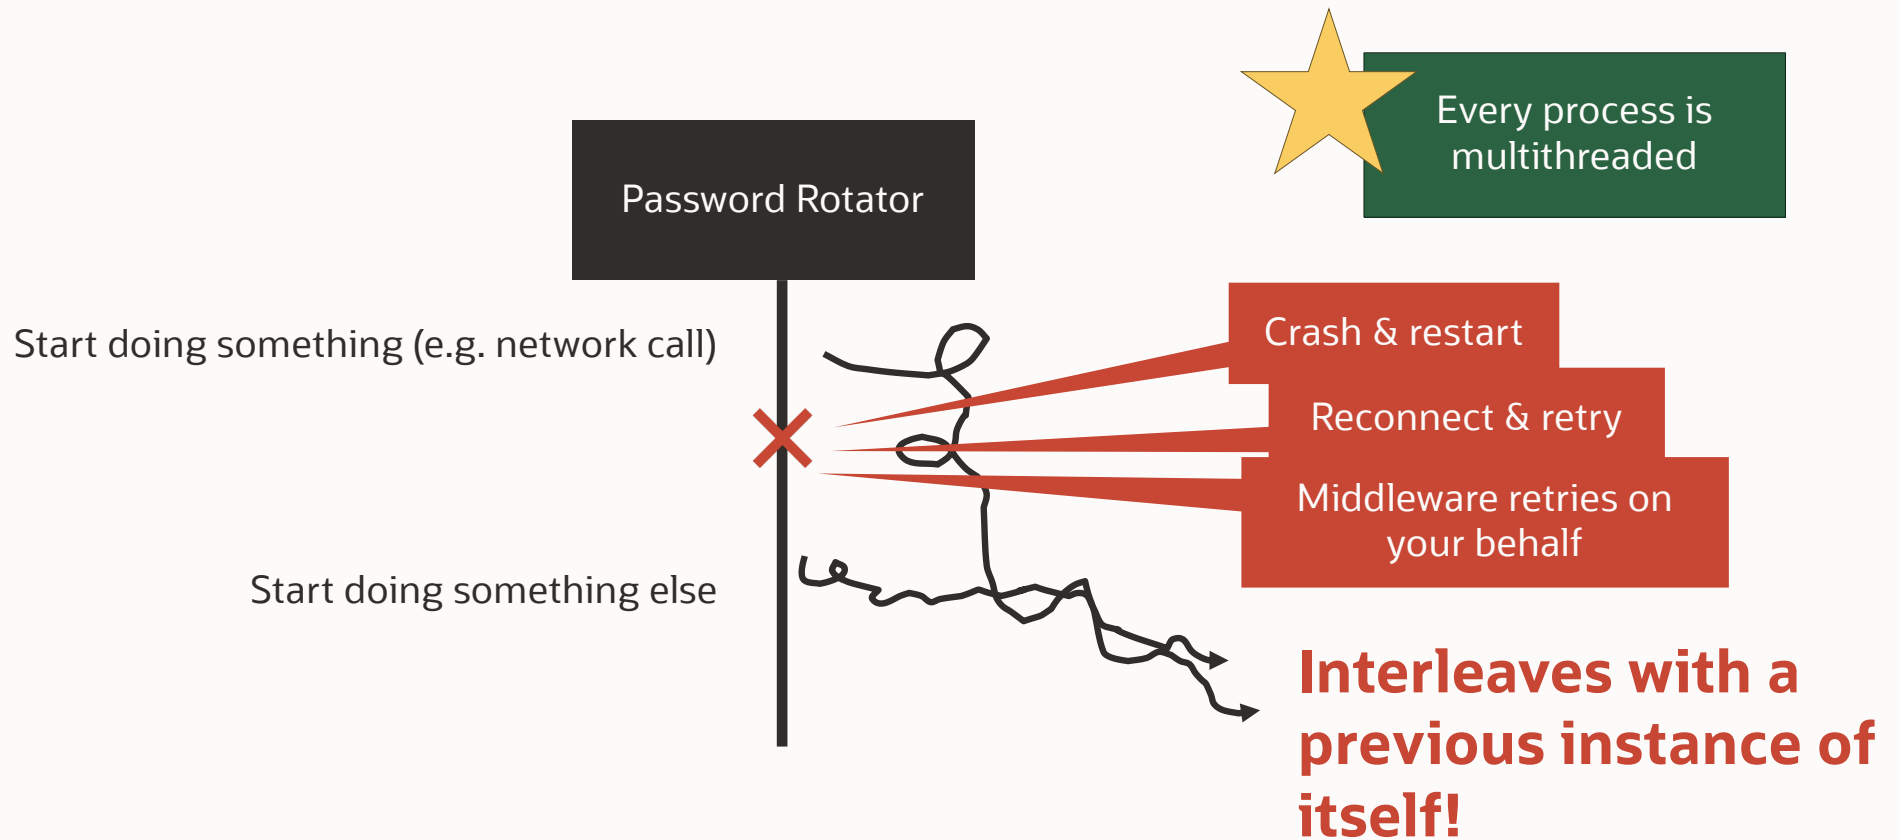 Every process is
multithreaded
Password Rotator
Start doing something (e.g. network call)
Crash & restart
Reconnect & retry
Middleware retries on
your behalf
Start doing something else
Interleaves with a
previous instance of
itself!